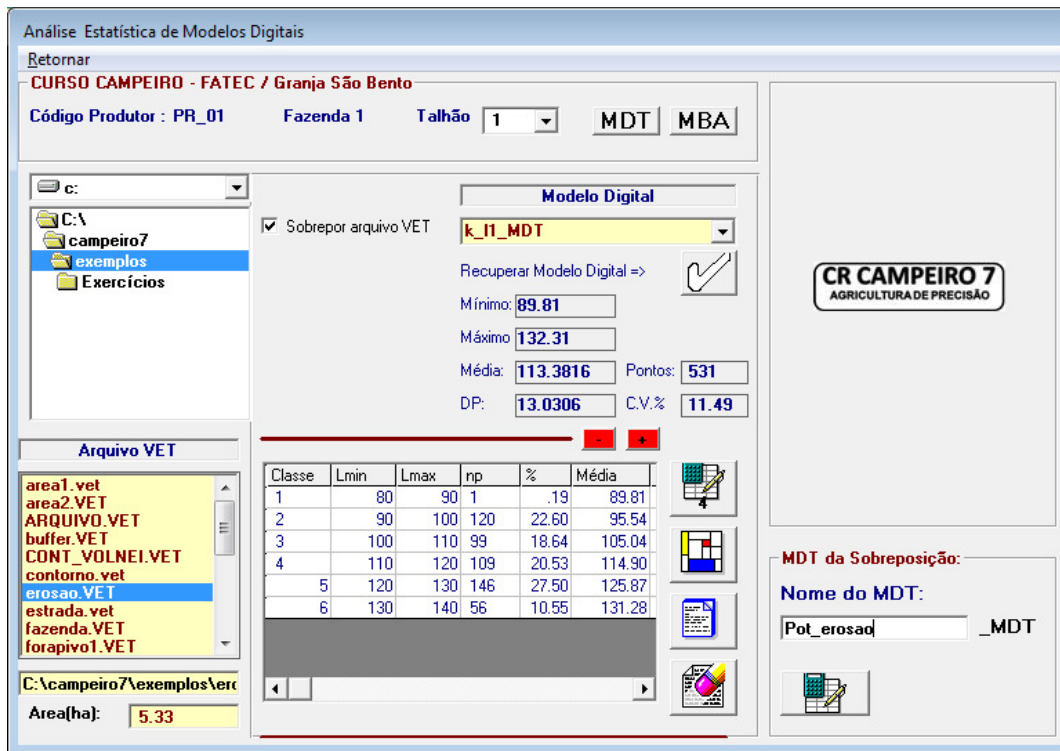 Análise Estatística de Modelos Digitais
Retornar
CURSO CAMPEIRO - FATEC / Granja São Bento
Código Produtor : PR_01 Fazenda 1 Talhão 1 MDT MBA
c:
C:\
campeiro7
exemplos
Exercícios
Sobrepor arquivo VET
Modelo Digital
k_l1_MDT
Recuperar Modelo Digital =>
Mínimo: 89.81
Máximo 132.31
Média: 113.3816 Pontos: 531
DP: 13.0306 C.V.% 11.49
- +
CR CAMPEIRO 7
AGRICULTURA DE PRECISÃO
Arquivo VET
area1.vet
area2.VET
ARQUIVO.VET
buffer.VET
CONT_VOLNEI.VET
contorno.vet
erosao.VET
estrada.vet
fazenda.VET
forapivo1.VET
C:\campeiro7\exemplos\erc
Area(ha): 5.33
Classe Lmin Lmax np % Média
1 80 90 1 .19 89.81
2 90 100 120 22.60 95.54
3 100 110 99 18.64 105.04
4 110 120 109 20.53 114.90
5 120 130 146 27.50 125.87
6 130 140 56 10.55 131.28
4
MDT da Sobreposição:
Nome do MDT:
Pot_erosao _MDT